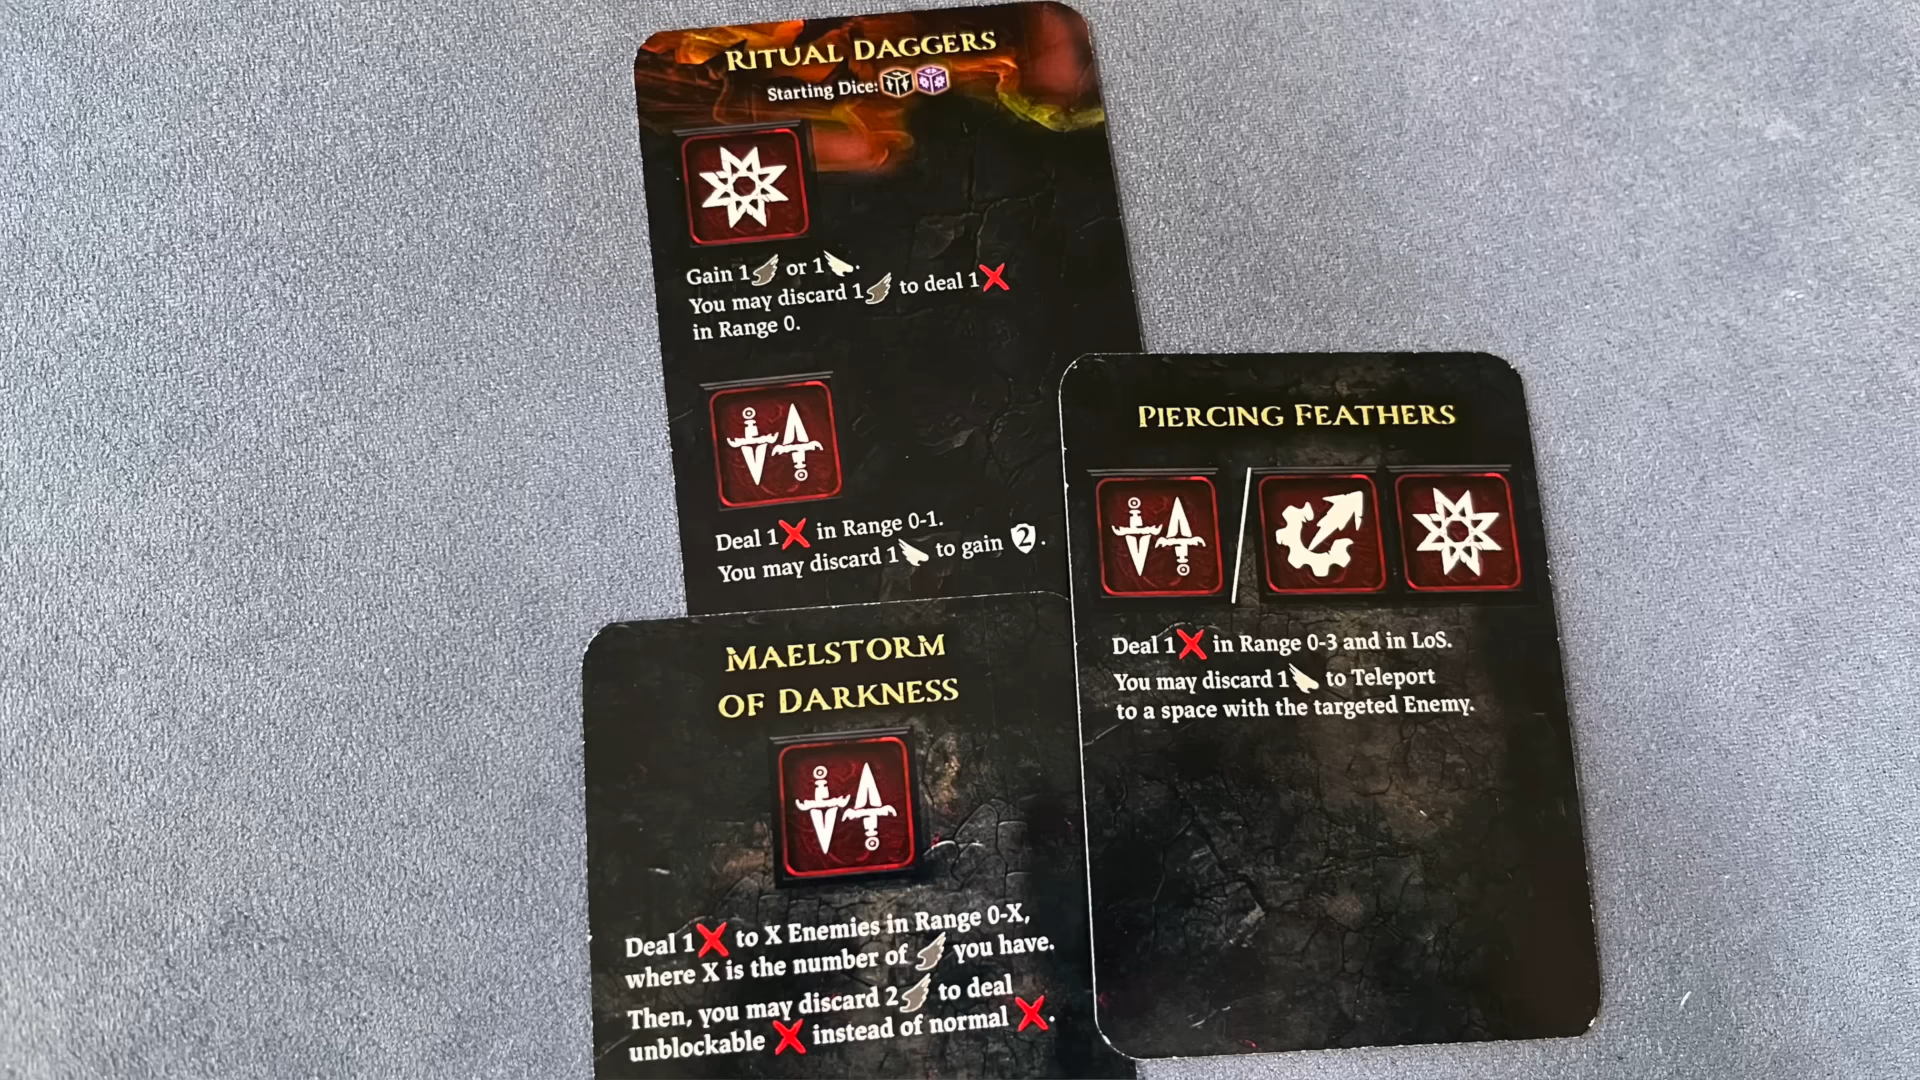 RITUAL DAGGERS
Starting Dice:
Gain 1 or 1.
You may discard 1 to deal 1
in Range 0.
Deal 1 in Range 0-1.
You may discard 1 to gain 2.
PIERCING FEATHERS
Deal 1 in Range 0-3 and in LoS.
You may discard 1 to Teleport
to a space with the targeted Enemy.
MAELSTORM
OF DARKNESS
Deal 1 to X Enemies in Range 0-X,
where X is the number of you have.
Then, you may discard 2 to deal
unblockable instead of normal .